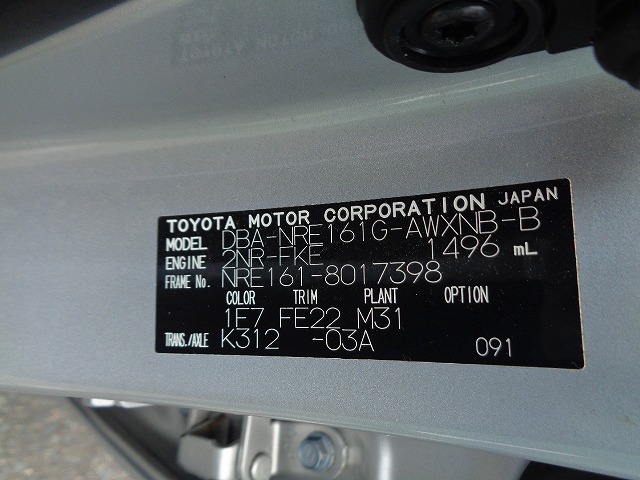 TOYOTA MOTOR CORPORATION JAPAN
MODEL DBA-NRE161G-AWXNB-B
ENGINE 2NR-FKE 1496 mL
FRAME No. NRE161-8017398
COLOR TRIM PLANT OPTION
1E7 FE22 M31
TRANS./AXLE K312 -03A 091